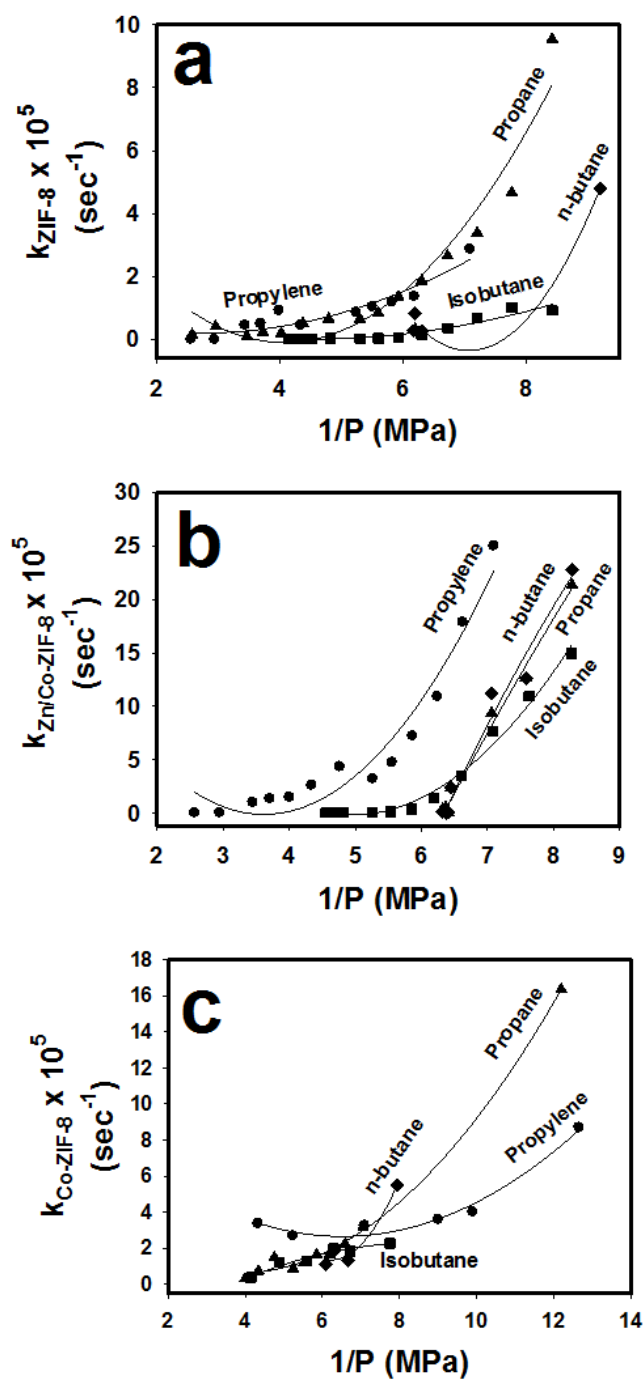 a
k ZIF-8 x 10^5
(sec^-1)
10
8
6
4
2
0
Propane
n-butane
Propylene
Isobutane
2 4 6 8
1/P (MPa)
b
k Zn/Co-ZIF-8 x 10^5
(sec^-1)
30
25
20
15
10
5
0
Propylene
n-butane
Propane
Isobutane
2 3 4 5 6 7 8 9
1/P (MPa)
c
k Co-ZIF-8 x 10^5
(sec^-1)
18
16
14
12
10
8
6
4
2
0
Propane
n-butane
Propylene
Isobutane
2 4 6 8 10 12 14
1/P (MPa)